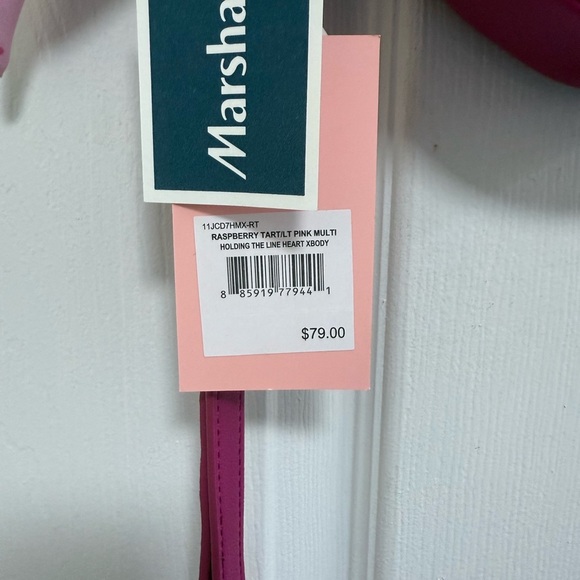 Marsha
11JCD7HMX-RT
RASPBERRY TART/LT PINK MULTI
HOLDING THE LINE HEART XBODY
8 85919 77944 1
$79.00